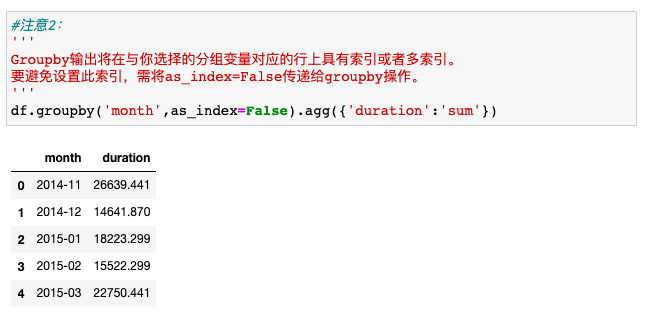 #注意2：
'''
Groupby输出将在与你选择的分组变量对应的行上具有索引或者多索引。
要避免设置此索引，需将as_index=False传递给groupby操作。
'''
df.groupby('month',as_index=False).agg({'duration':'sum'})
month duration
0 2014-11 26639.441
1 2014-12 14641.870
2 2015-01 18223.299
3 2015-02 15522.299
4 2015-03 22750.441